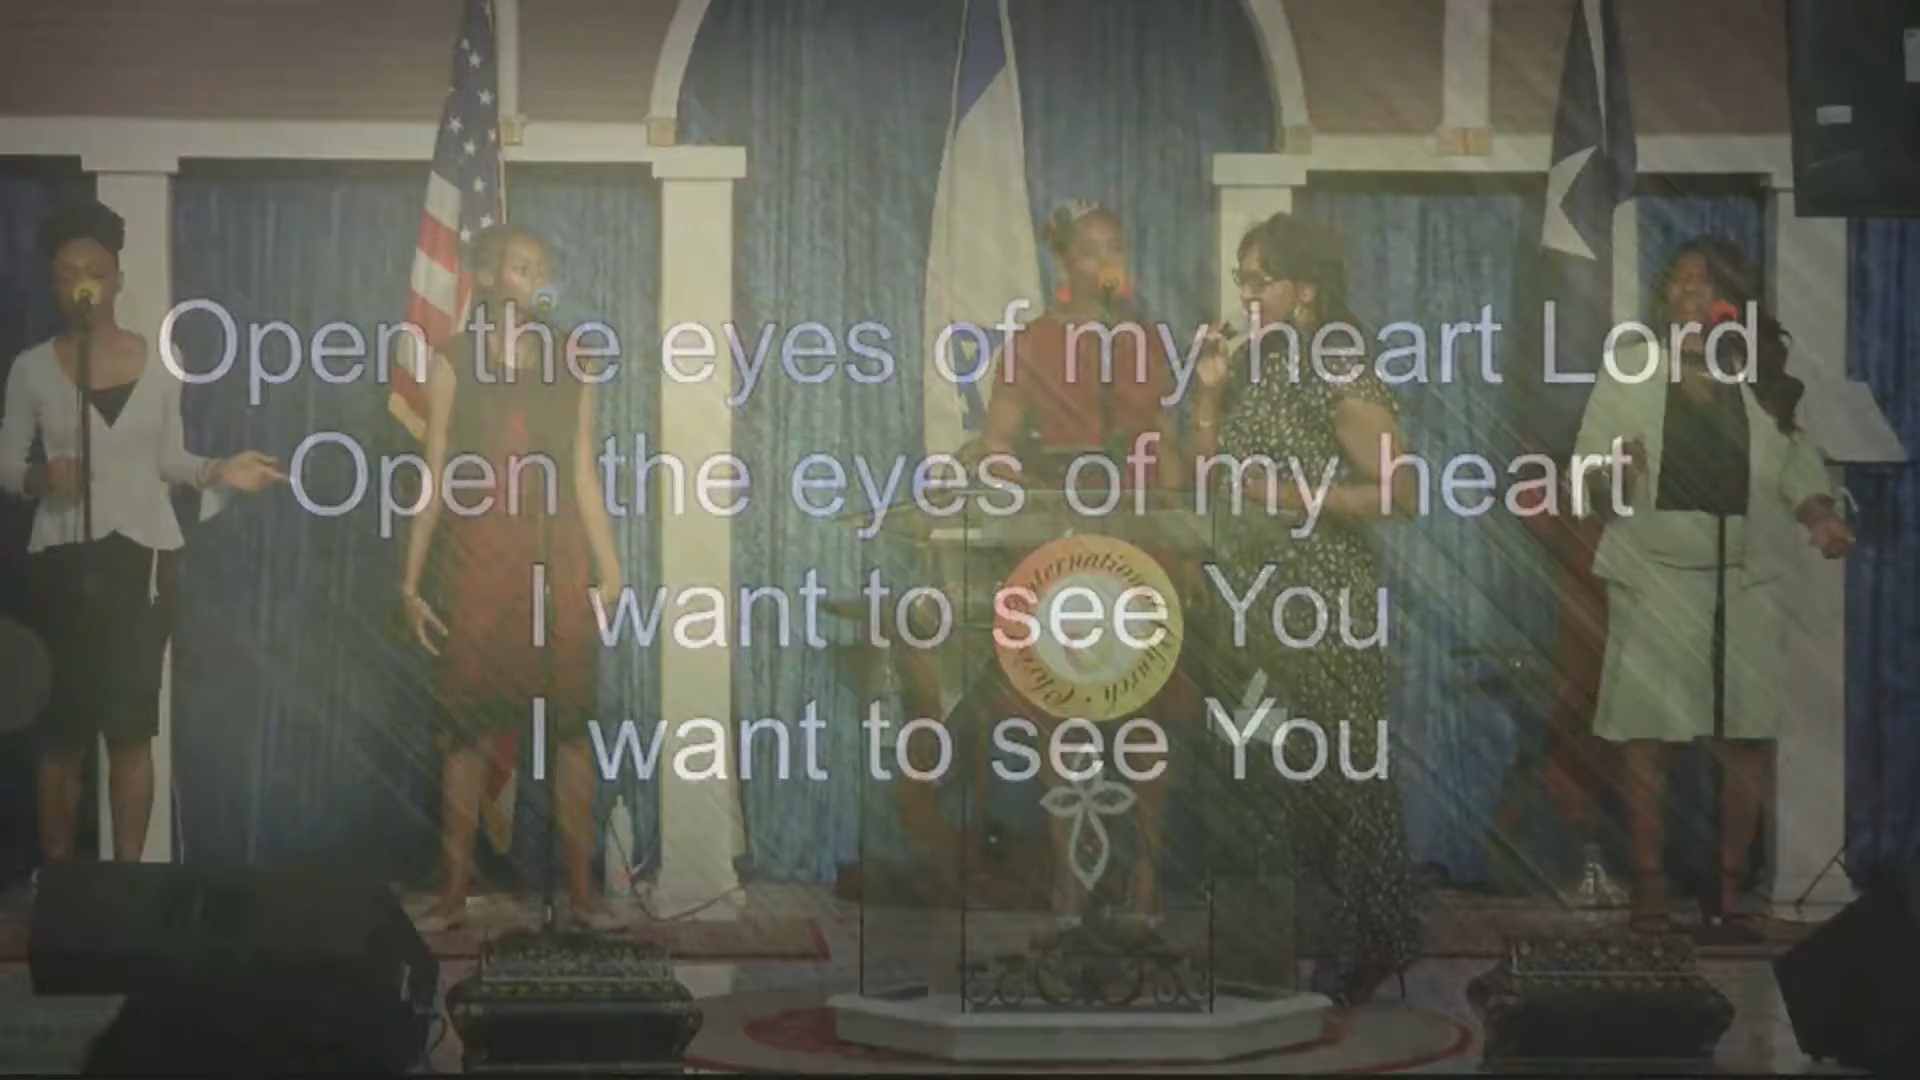 Open the eyes of my heart Lord
Open the eyes of my heart
I want to see You
I want to see You
Church